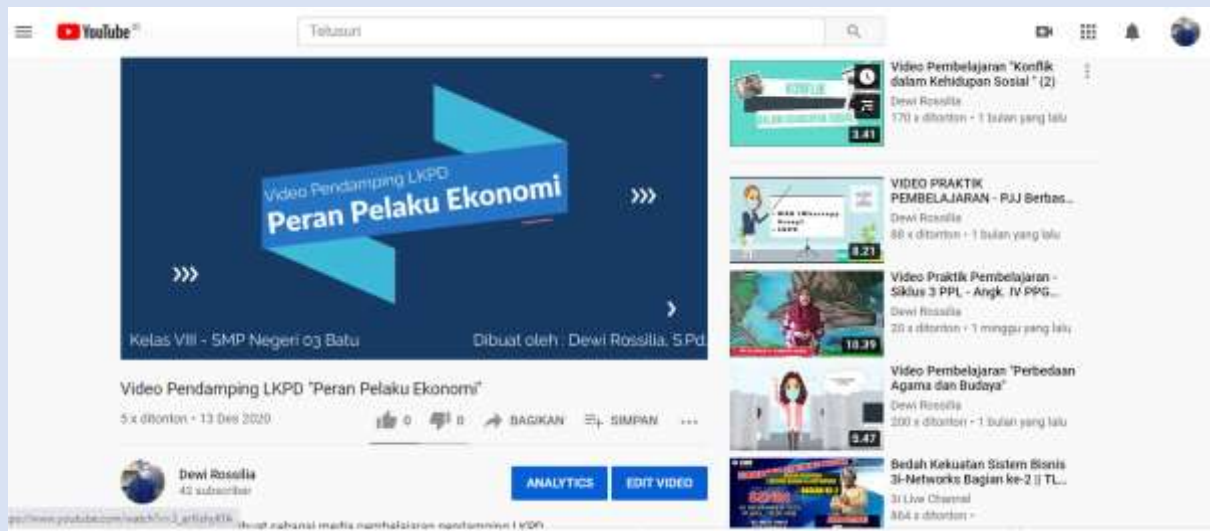 YouTube
Telusuri
Video Pendamping LKPD
Peran Pelaku Ekonomi
Kelas VIII - SMP Negeri 03 Batu
Dibuat oleh : Dewi Rossilia, S.Pd.
Video Pendamping LKPD "Peran Pelaku Ekonomi"
5 x ditonton • 13 Des 2020
0
0
BAGIKAN
SIMPAN
Dewi Rossilia
42 subscriber
ANALYTICS
EDIT VIDEO
KONFLIK
3.41
Video Pembelajaran "Konflik
dalam Kehidupan Sosial " (2)
Dewi Rossilia
170 x ditonton • 1 bulan yang lalu
8.21
VIDEO PRAKTIK
PEMBELAJARAN - PJJ Berbas...
Dewi Rossilia
88 x ditonton • 1 bulan yang lalu
10.39
Video Praktik Pembelajaran -
Siklus 3 PPL - Angk. IV PPG...
Dewi Rossilia
20 x ditonton • 1 minggu yang lalu
5.47
Video Pembelajaran "Perbedaan
Agama dan Budaya"
Dewi Rossilia
200 x ditonton • 1 bulan yang lalu
Bedah Kekuatan Sistem Bisnis
3i-Networks Bagian ke-2 || TL...
3i Live Channel
864 x ditonton •